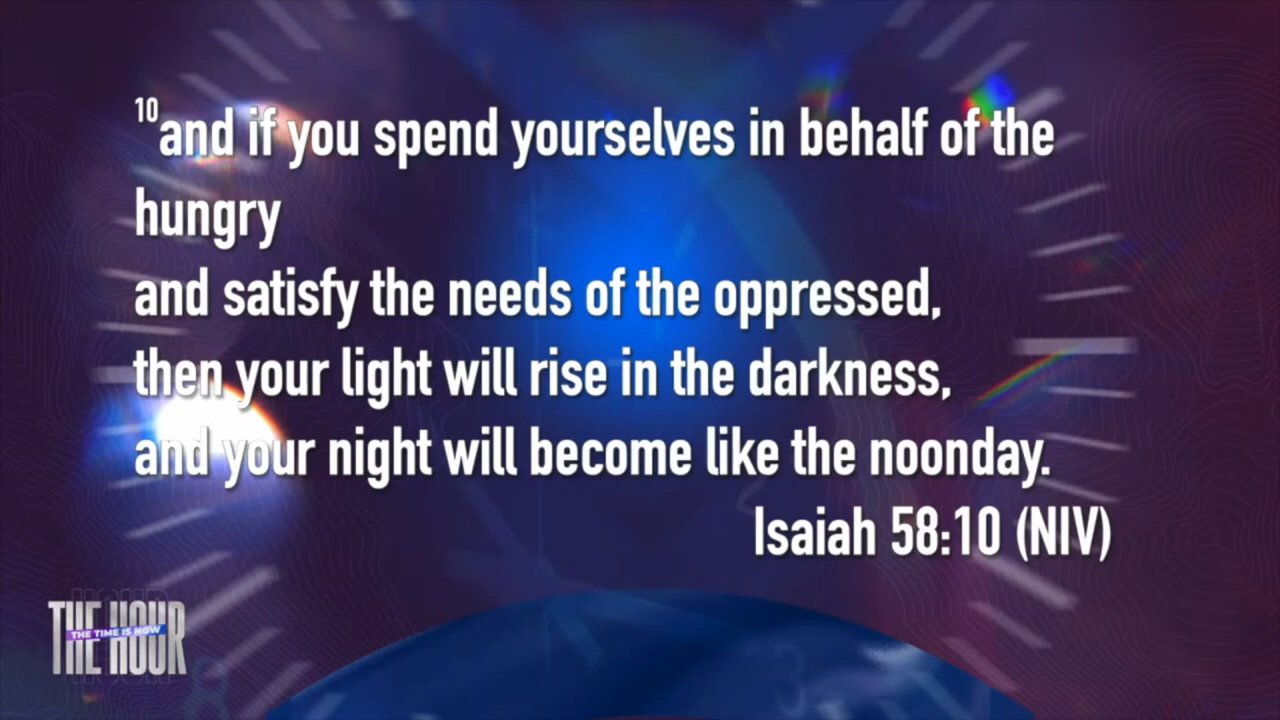 10and if you spend yourselves in behalf of the
hungry
and satisfy the needs of the oppressed,
then your light will rise in the darkness,
and your night will become like the noonday.
Isaiah 58:10 (NIV)
THE HOUR
THE TIME IS NOW